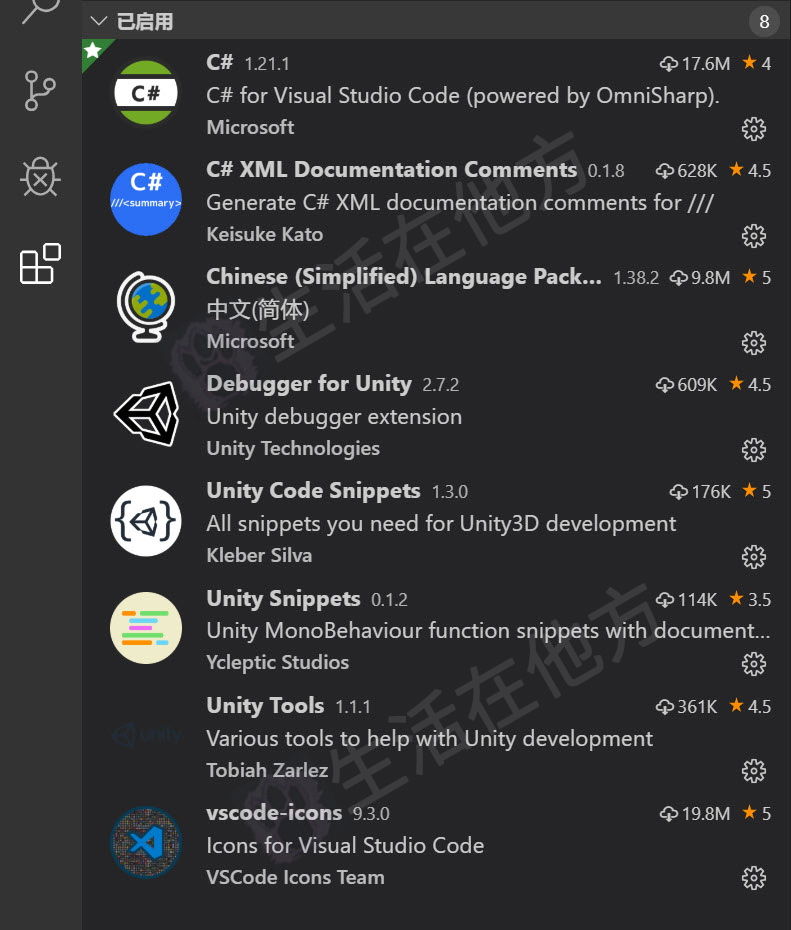 已启用 8
C# 1.21.1 17.6M ★ 4
C# for Visual Studio Code (powered by OmniSharp).
Microsoft
C#
C# XML Documentation Comments 0.1.8 628K ★ 4.5
Generate C# XML documentation comments for ///
Keisuke Kato
C#
///<summary>
Chinese (Simplified) Language Pack... 1.38.2 9.8M ★ 5
中文(简体)
Microsoft
Debugger for Unity 2.7.2 609K ★ 4.5
Unity debugger extension
Unity Technologies
Unity Code Snippets 1.3.0 176K ★ 5
All snippets you need for Unity3D development
Kleber Silva
Unity Snippets 0.1.2 114K ★ 3.5
Unity MonoBehaviour function snippets with document...
Ycleptic Studios
Unity Tools 1.1.1 361K ★ 4.5
Various tools to help with Unity development
Tobiah Zarlez
unity
vscode-icons 9.3.0 19.8M ★ 5
Icons for Visual Studio Code
VSCode Icons Team
生活在他方
生活在他方